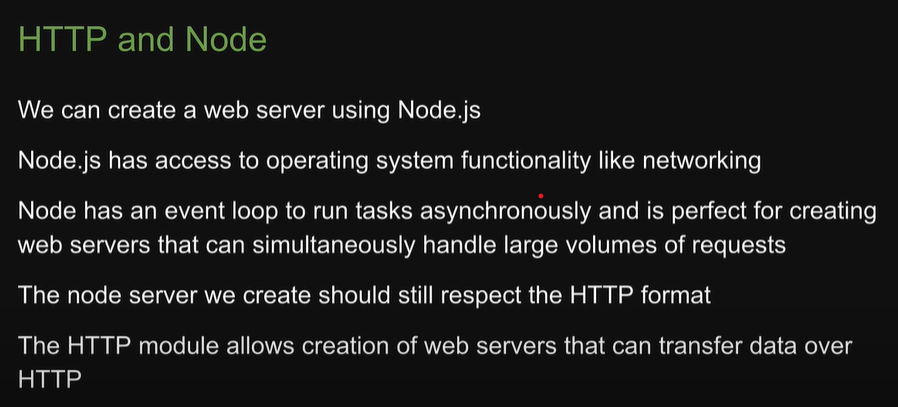 HTTP and Node
We can create a web server using Node.js
Node.js has access to operating system functionality like networking
Node has an event loop to run tasks asynchronously and is perfect for creating
web servers that can simultaneously handle large volumes of requests
The node server we create should still respect the HTTP format
The HTTP module allows creation of web servers that can transfer data over
HTTP